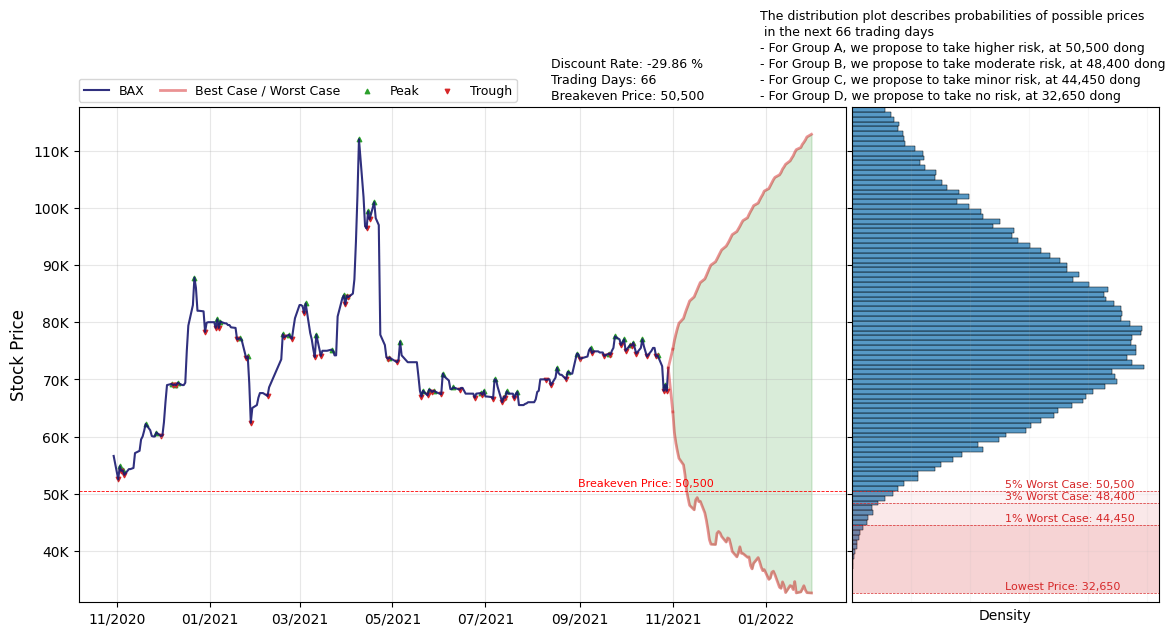 The distribution plot describes probabilities of possible prices
in the next 66 trading days
- For Group A, we propose to take higher risk, at 50,500 dong
- For Group B, we propose to take moderate risk, at 48,400 dong
- For Group C, we propose to take minor risk, at 44,450 dong
- For Group D, we propose to take no risk, at 32,650 dong
Discount Rate: -29.86 %
Trading Days: 66
Breakeven Price: 50,500
BAX
Best Case / Worst Case
Peak
Trough
Stock Price
110K
100K
90K
80K
70K
60K
50K
40K
Breakeven Price: 50,500
11/2020
01/2021
03/2021
05/2021
07/2021
09/2021
11/2021
01/2022
5% Worst Case: 50,500
3% Worst Case: 48,400
1% Worst Case: 44,450
Lowest Price: 32,650
Density